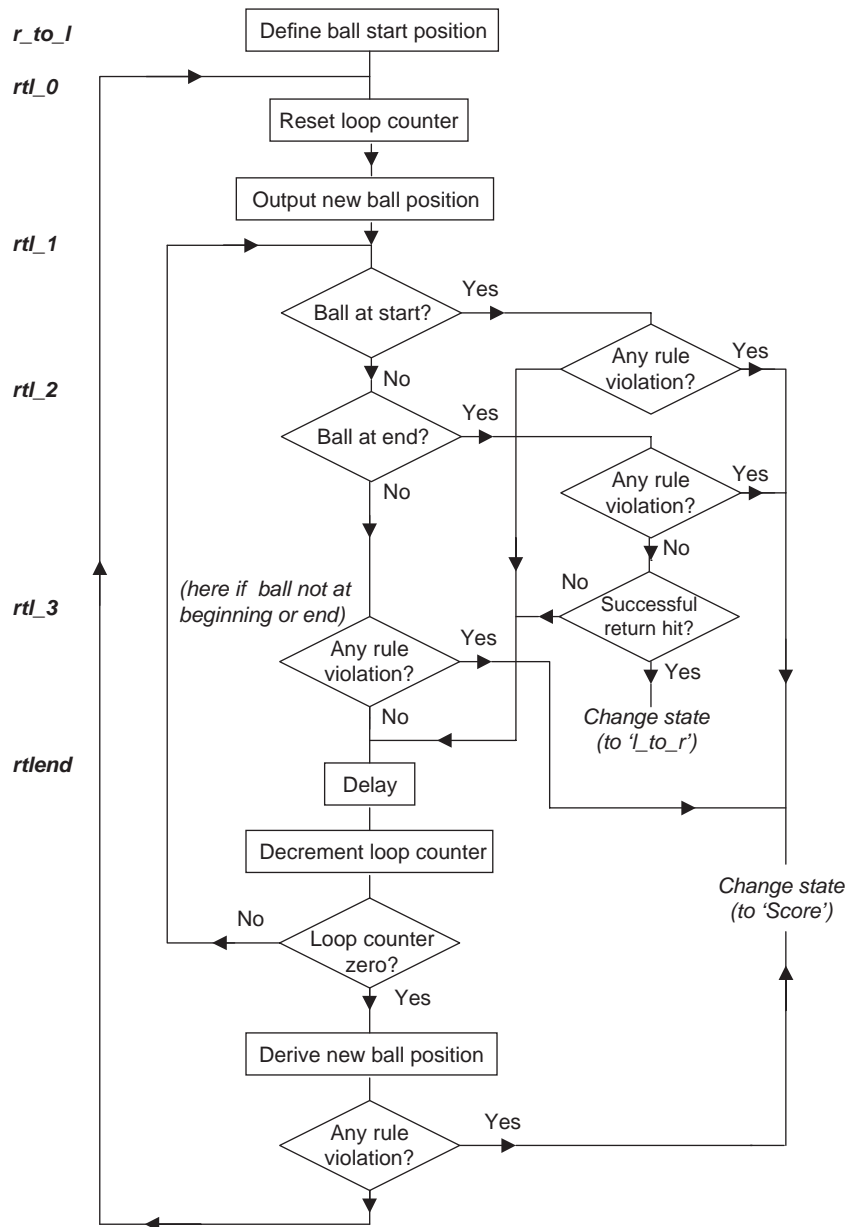 r_to_l
Define ball start position
rtl_0
Reset loop counter
Output new ball position
rtl_1
Ball at start?
Yes
Any rule
violation?
Yes
No
rtl_2
Ball at end?
Yes
Any rule
violation?
Yes
No
No
(here if ball not at
beginning or end)
rtl_3
No
Successful
return hit?
Any rule
violation?
Yes
Yes
No
Change state
(to ‘l_to_r’)
rtlend
Delay
Decrement loop counter
Change state
(to ‘Score’)
No
Loop counter
zero?
Yes
Derive new ball position
Any rule
violation?
Yes